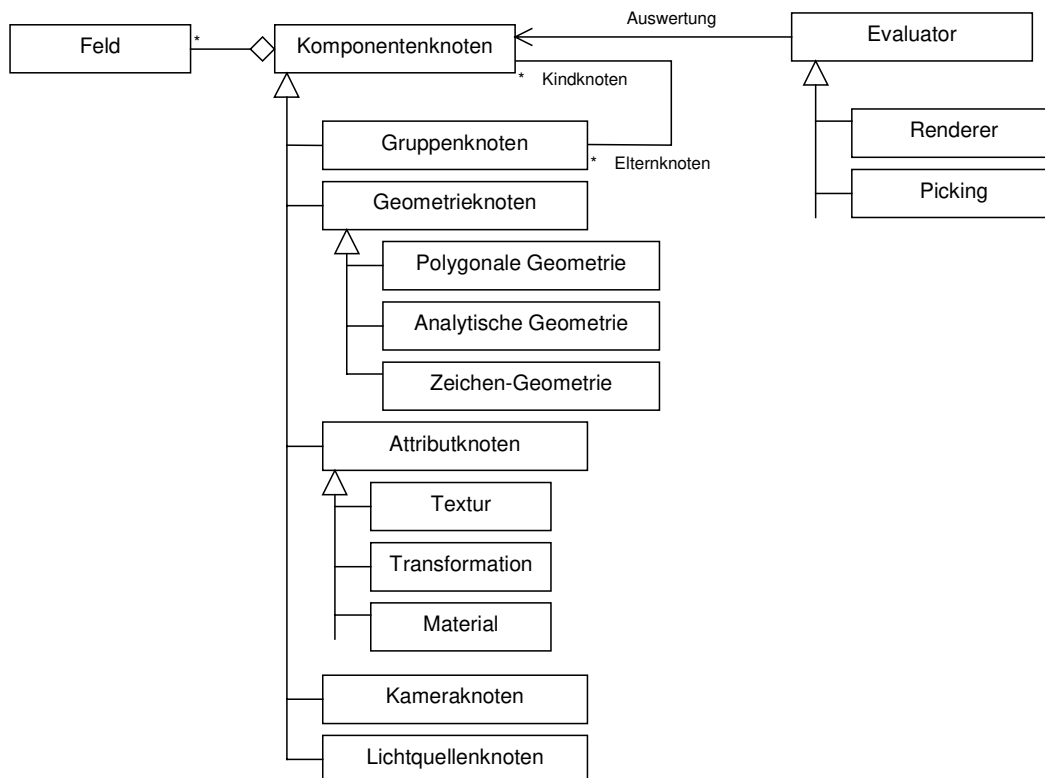 Feld
*
Komponentenknoten
Auswertung
Evaluator
* Kindknoten
Gruppenknoten
* Elternknoten
Renderer
Picking
Geometrieknoten
Polygonale Geometrie
Analytische Geometrie
Zeichen-Geometrie
Attributknoten
Textur
Transformation
Material
Kameraknoten
Lichtquellenknoten